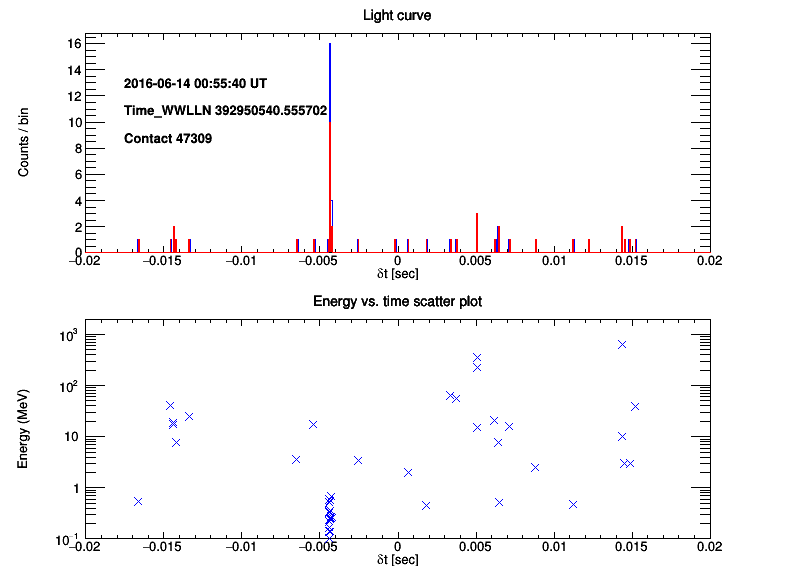 Light curve
Counts / bin
16
14
12
10
8
6
4
2
0
2016-06-14 00:55:40 UT
Time_WWLLN 392950540.555702
Contact 47309
−0.02 −0.015 −0.01 −0.005 0 0.005 0.01 0.015 0.02
δt [sec]
Energy vs. time scatter plot
Energy (MeV)
10³
10²
10
1
10⁻¹
−0.02 −0.015 −0.01 −0.005 0 0.005 0.01 0.015 0.02
δt [sec]